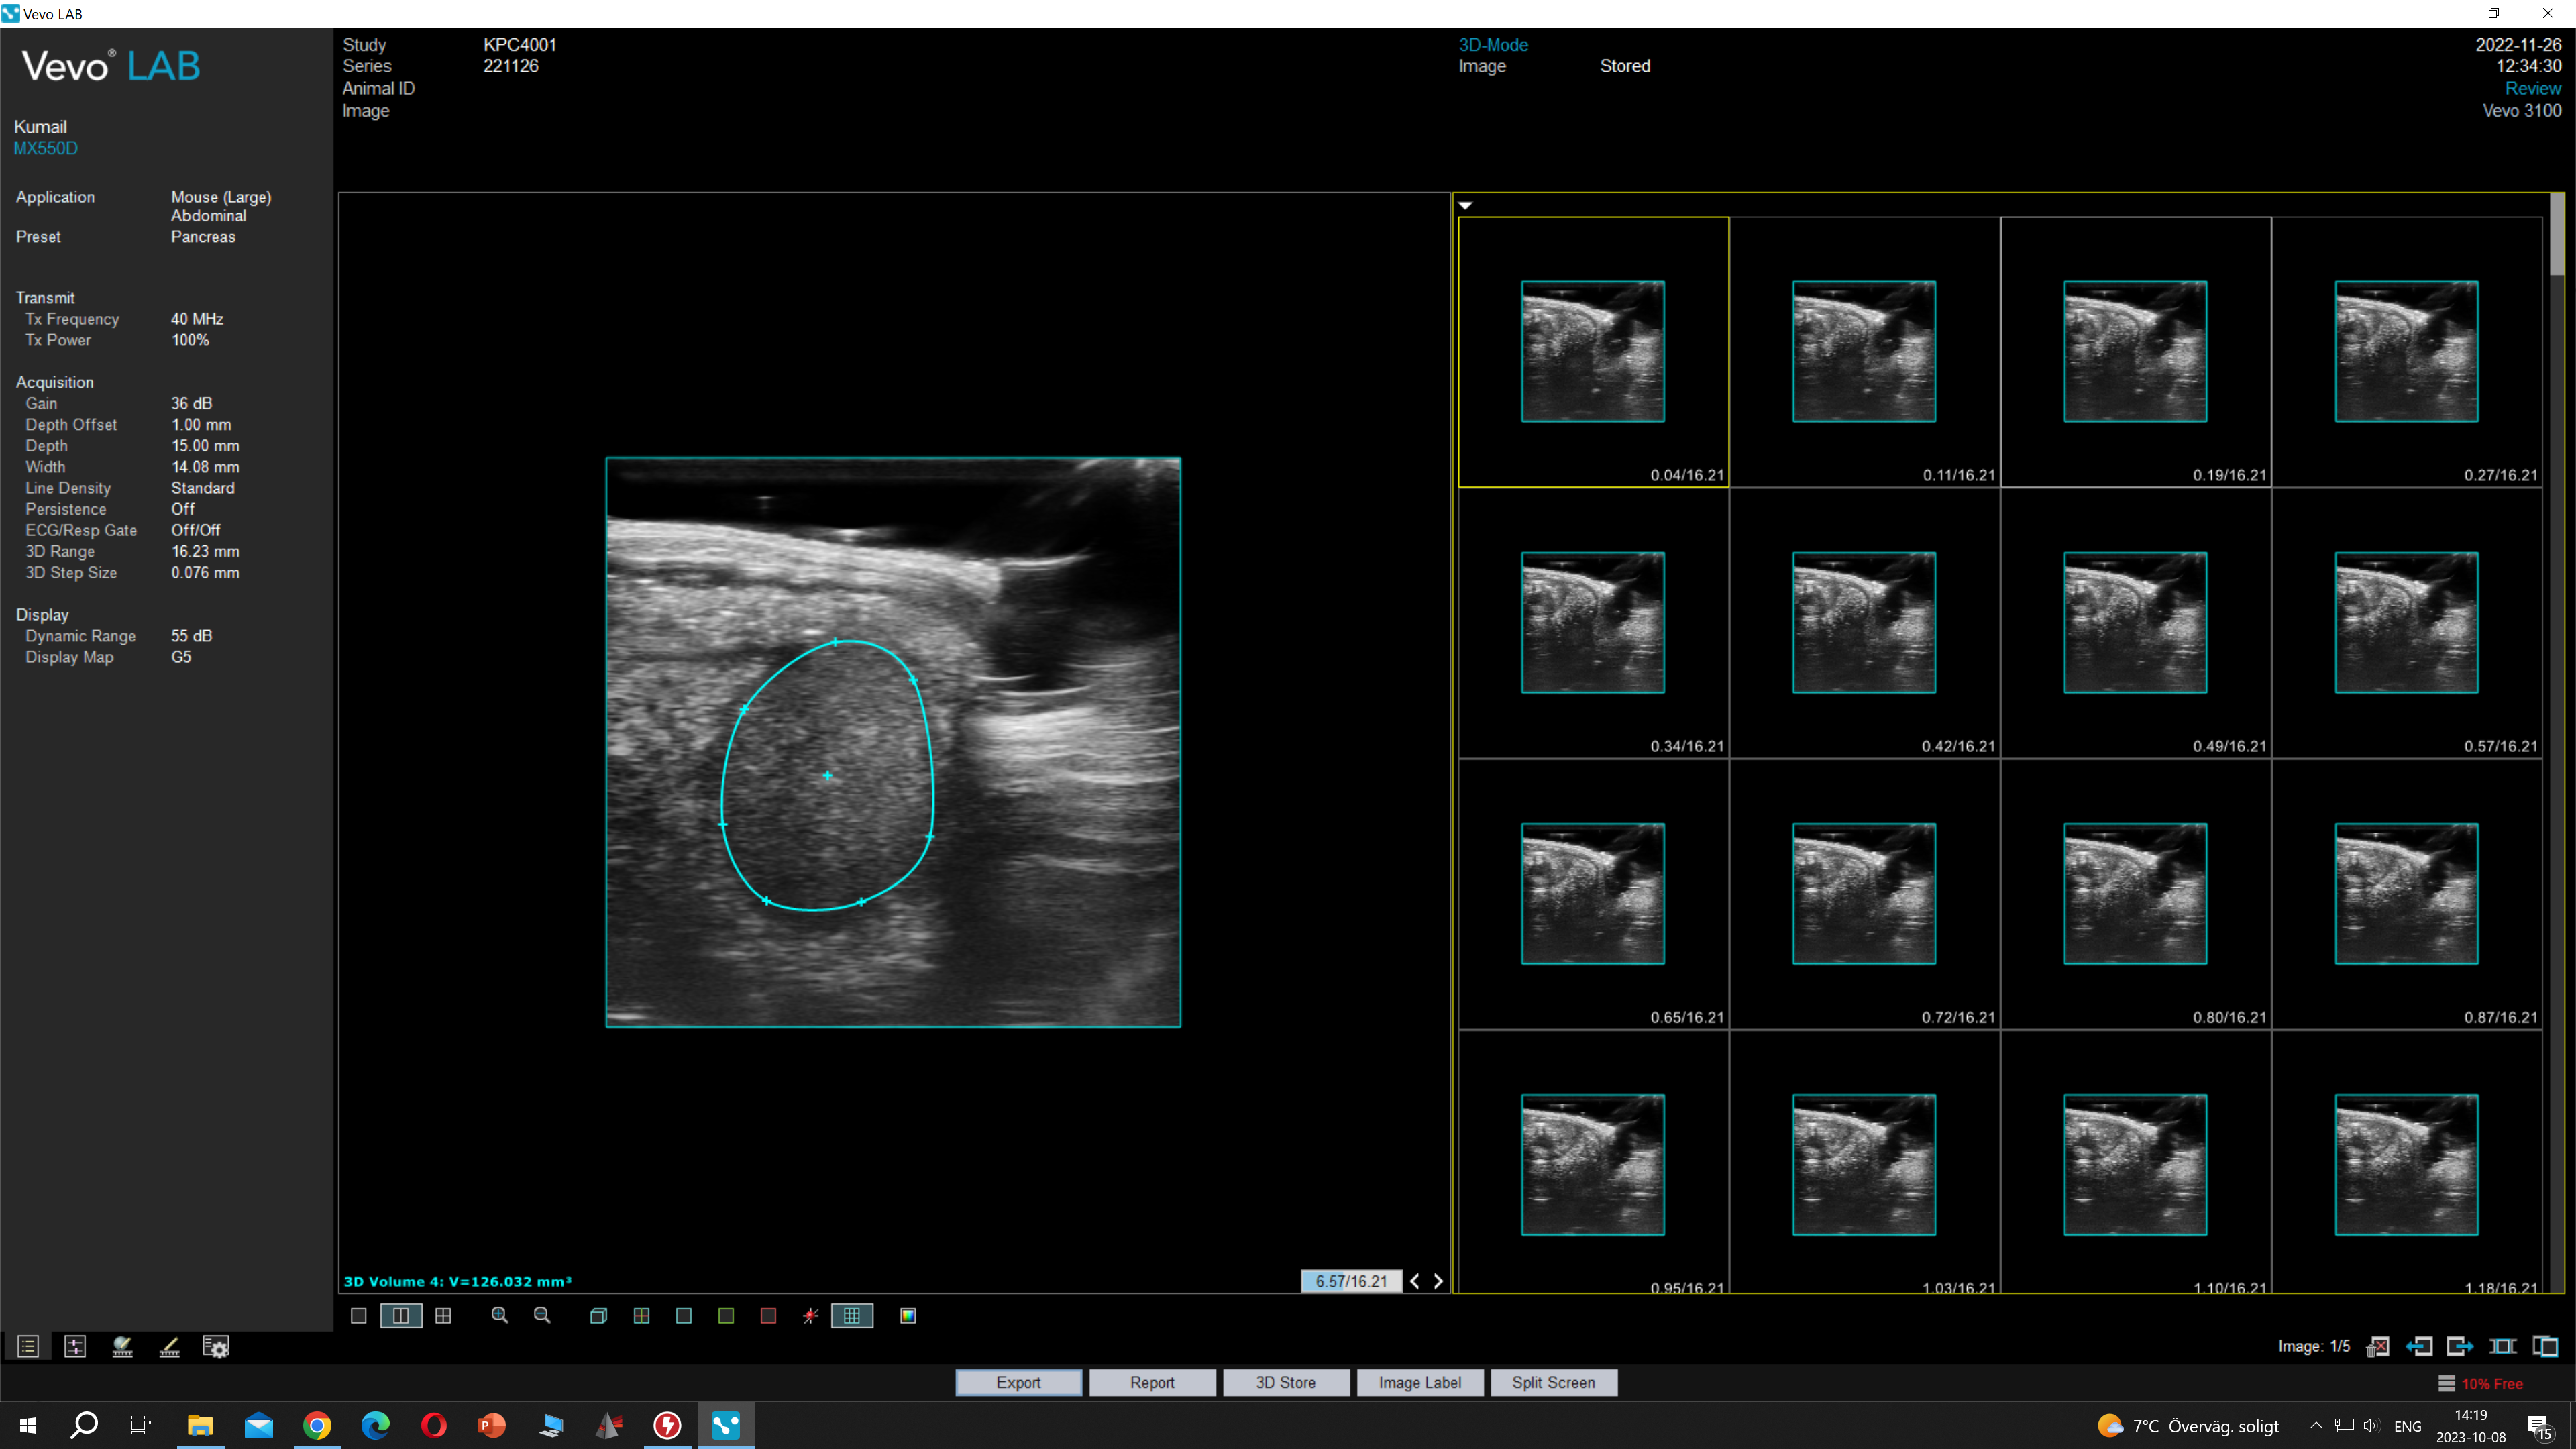 Vevo LAB
Vevo® LAB
Kumail
MX550D
Application Mouse (Large)
Abdominal
Preset Pancreas
Transmit
Tx Frequency 40 MHz
Tx Power 100%
Acquisition
Gain 36 dB
Depth Offset 1.00 mm
Depth 15.00 mm
Width 14.08 mm
Line Density Standard
Persistence Off
ECG/Resp Gate Off/Off
3D Range 16.23 mm
3D Step Size 0.076 mm
Display
Dynamic Range 55 dB
Display Map G5
Study KPC4001
Series 221126
Animal ID
Image
3D-Mode
Image Stored
2022-11-26
12:34:30
Review
Vevo 3100
0.04/16.21 0.11/16.21 0.19/16.21 0.27/16.21
0.34/16.21 0.42/16.21 0.49/16.21 0.57/16.21
0.65/16.21 0.72/16.21 0.80/16.21 0.87/16.21
0.95/16.21 1.03/16.21 1.10/16.21 1.18/16.21
3D Volume 4: V=126.032 mm³
6.57/16.21
Image: 1/5
Export Report 3D Store Image Label Split Screen
10% Free
7°C Överväg. soligt
ENG
14:19
2023-10-08
15